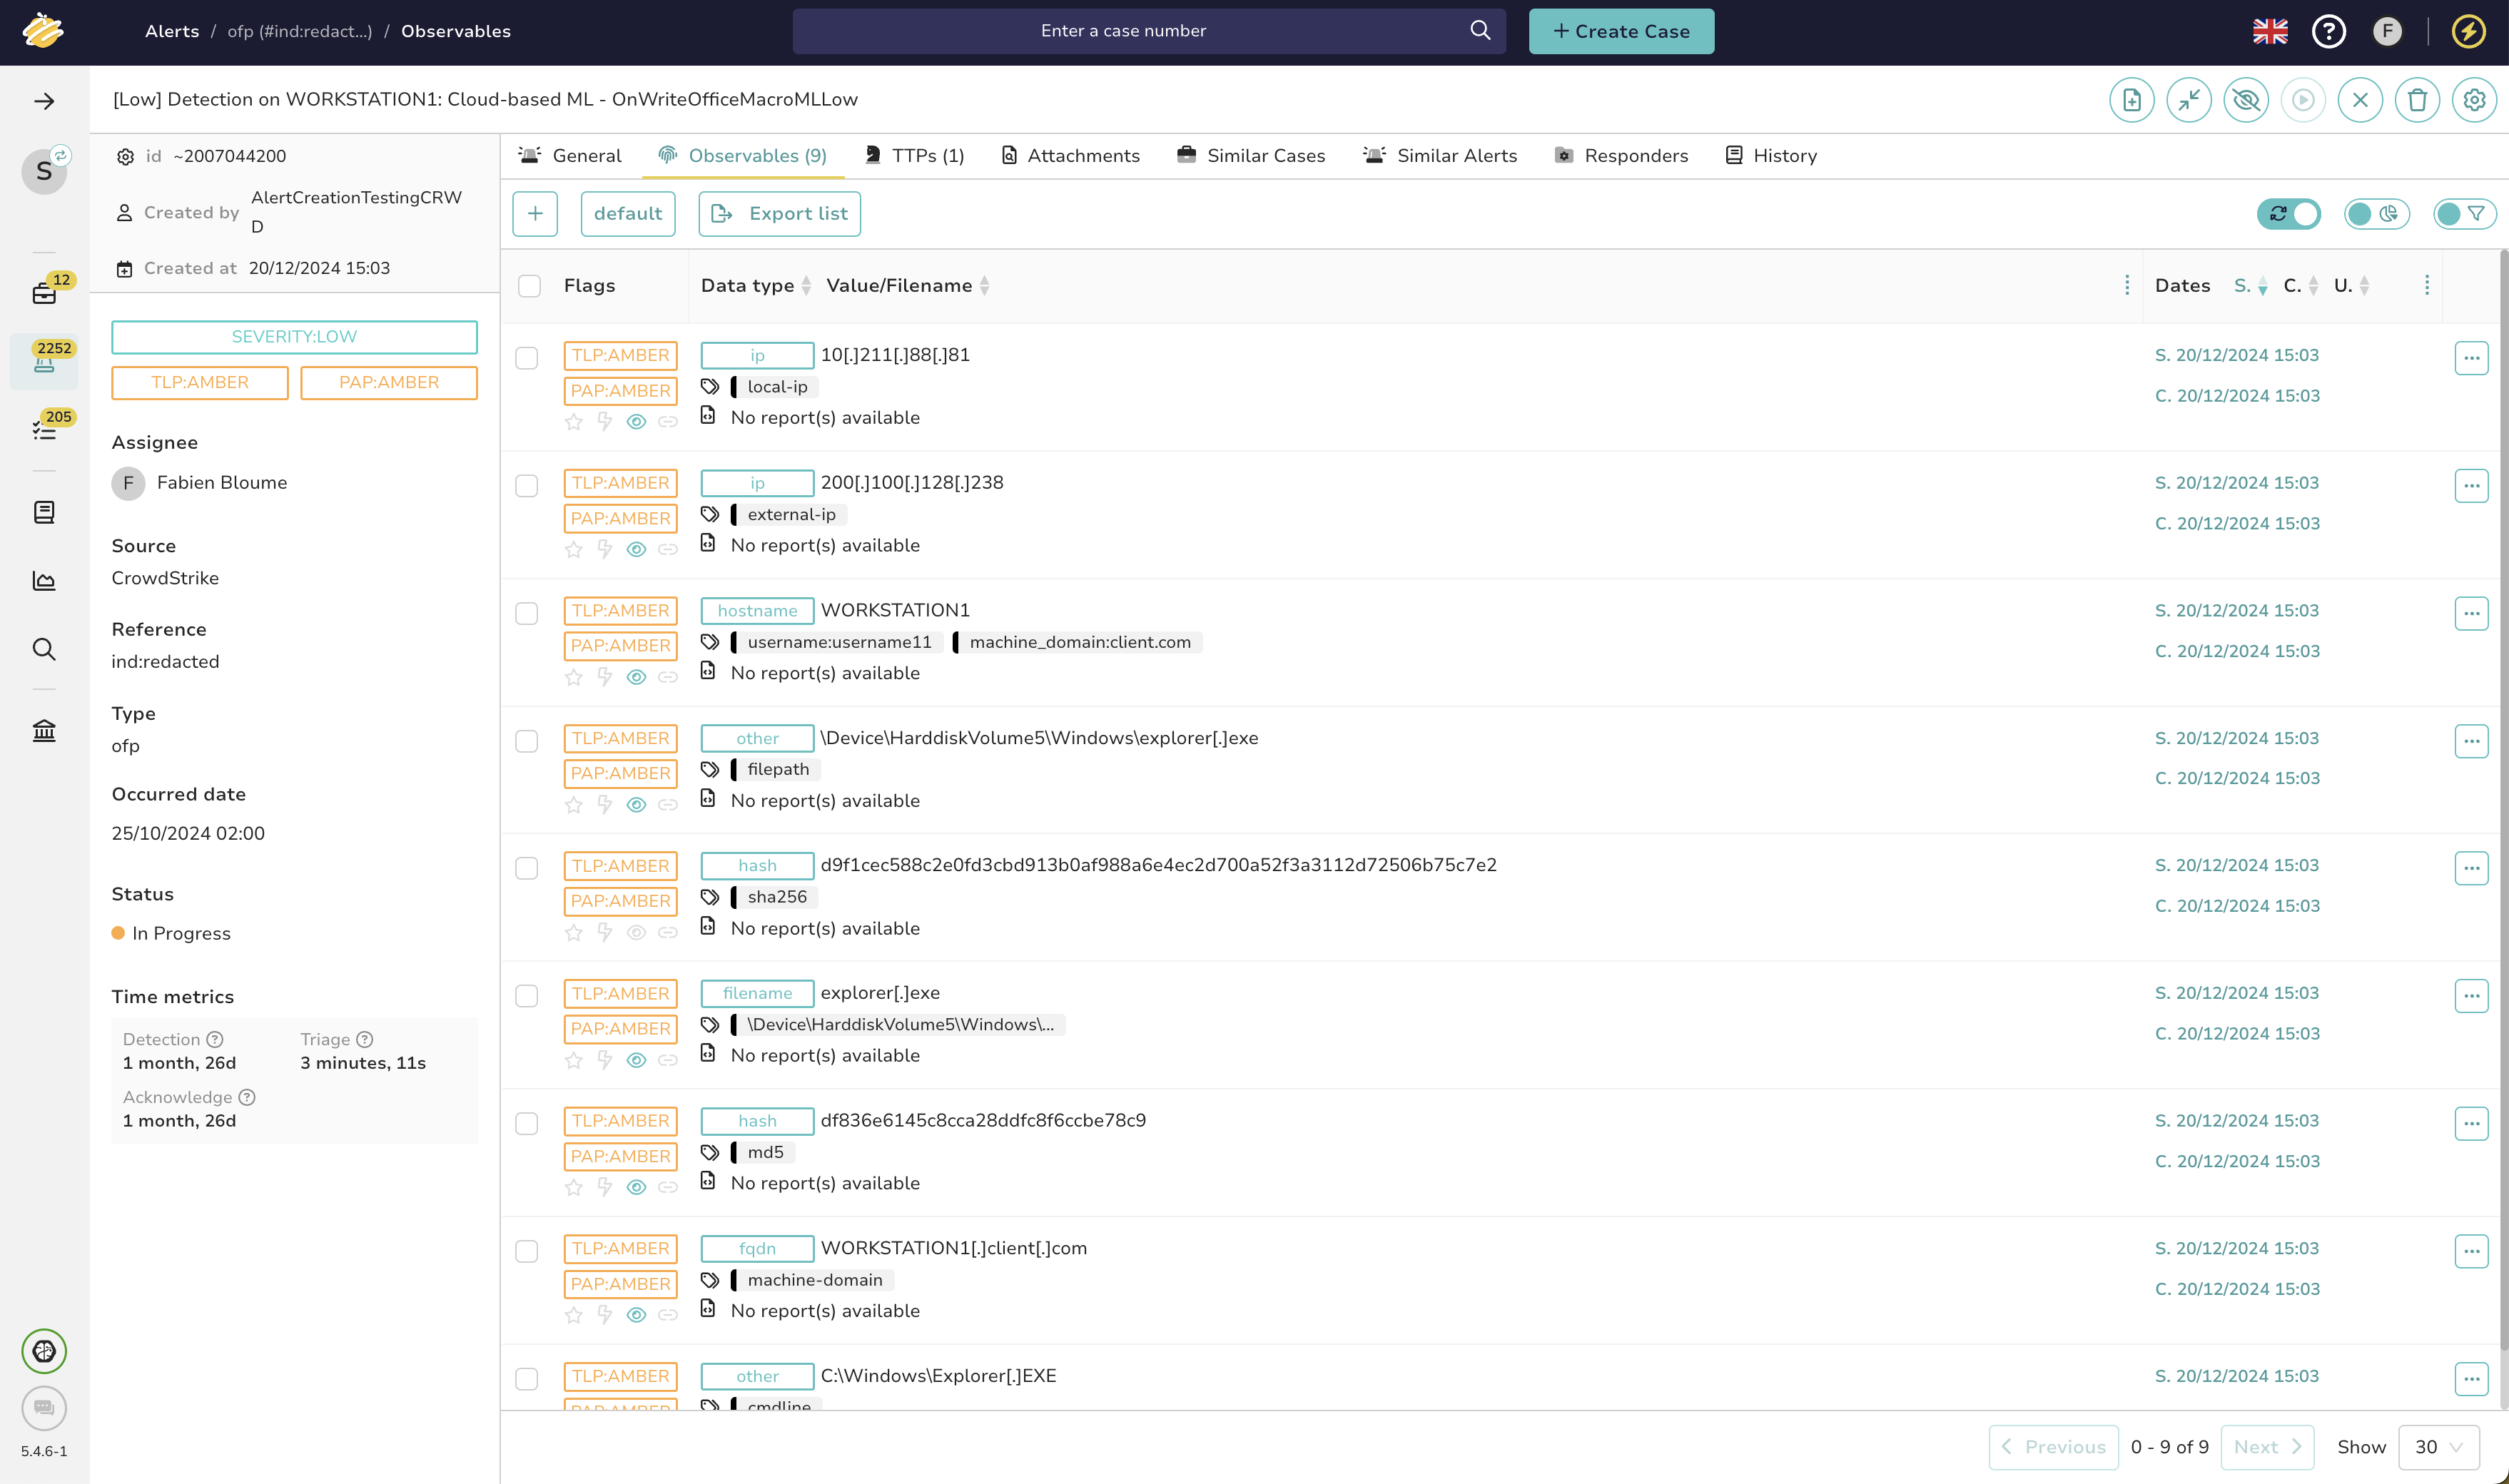 Alerts / ofp (#ind:redact...) / Observables
Enter a case number
+ Create Case
F
[Low] Detection on WORKSTATION1: Cloud-based ML - OnWriteOfficeMacroMLLow
S
12
2252
205
5.4.6-1
id ~2007044200
Created by AlertCreationTestingCRWD
Created at 20/12/2024 15:03
SEVERITY:LOW
TLP:AMBER PAP:AMBER
Assignee
F Fabien Bloume
Source
CrowdStrike
Reference
ind:redacted
Type
ofp
Occurred date
25/10/2024 02:00
Status
In Progress
Time metrics
Detection Triage
1 month, 26d 3 minutes, 11s
Acknowledge
1 month, 26d
General Observables (9) TTPs (1) Attachments Similar Cases Similar Alerts Responders History
+ default Export list
Flags Data type Value/Filename Dates S. C. U.
TLP:AMBER ip 10[.]211[.]88[.]81 S. 20/12/2024 15:03
PAP:AMBER local-ip C. 20/12/2024 15:03
No report(s) available
TLP:AMBER ip 200[.]100[.]128[.]238 S. 20/12/2024 15:03
PAP:AMBER external-ip C. 20/12/2024 15:03
No report(s) available
TLP:AMBER hostname WORKSTATION1 S. 20/12/2024 15:03
PAP:AMBER username:username11 machine_domain:client.com C. 20/12/2024 15:03
No report(s) available
TLP:AMBER other \Device\HarddiskVolume5\Windows\explorer[.]exe S. 20/12/2024 15:03
PAP:AMBER filepath C. 20/12/2024 15:03
No report(s) available
TLP:AMBER hash d9f1cec588c2e0fd3cbd913b0af988a6e4ec2d700a52f3a3112d72506b75c7e2 S. 20/12/2024 15:03
PAP:AMBER sha256 C. 20/12/2024 15:03
No report(s) available
TLP:AMBER filename explorer[.]exe S. 20/12/2024 15:03
PAP:AMBER \Device\HarddiskVolume5\Windows\... C. 20/12/2024 15:03
No report(s) available
TLP:AMBER hash df836e6145c8cca28ddfc8f6ccbe78c9 S. 20/12/2024 15:03
PAP:AMBER md5 C. 20/12/2024 15:03
No report(s) available
TLP:AMBER fqdn WORKSTATION1[.]client[.]com S. 20/12/2024 15:03
PAP:AMBER machine-domain C. 20/12/2024 15:03
No report(s) available
TLP:AMBER other C:\Windows\Explorer[.]EXE S. 20/12/2024 15:03
PAP:AMBER cmdline
Previous 0 - 9 of 9 Next Show 30